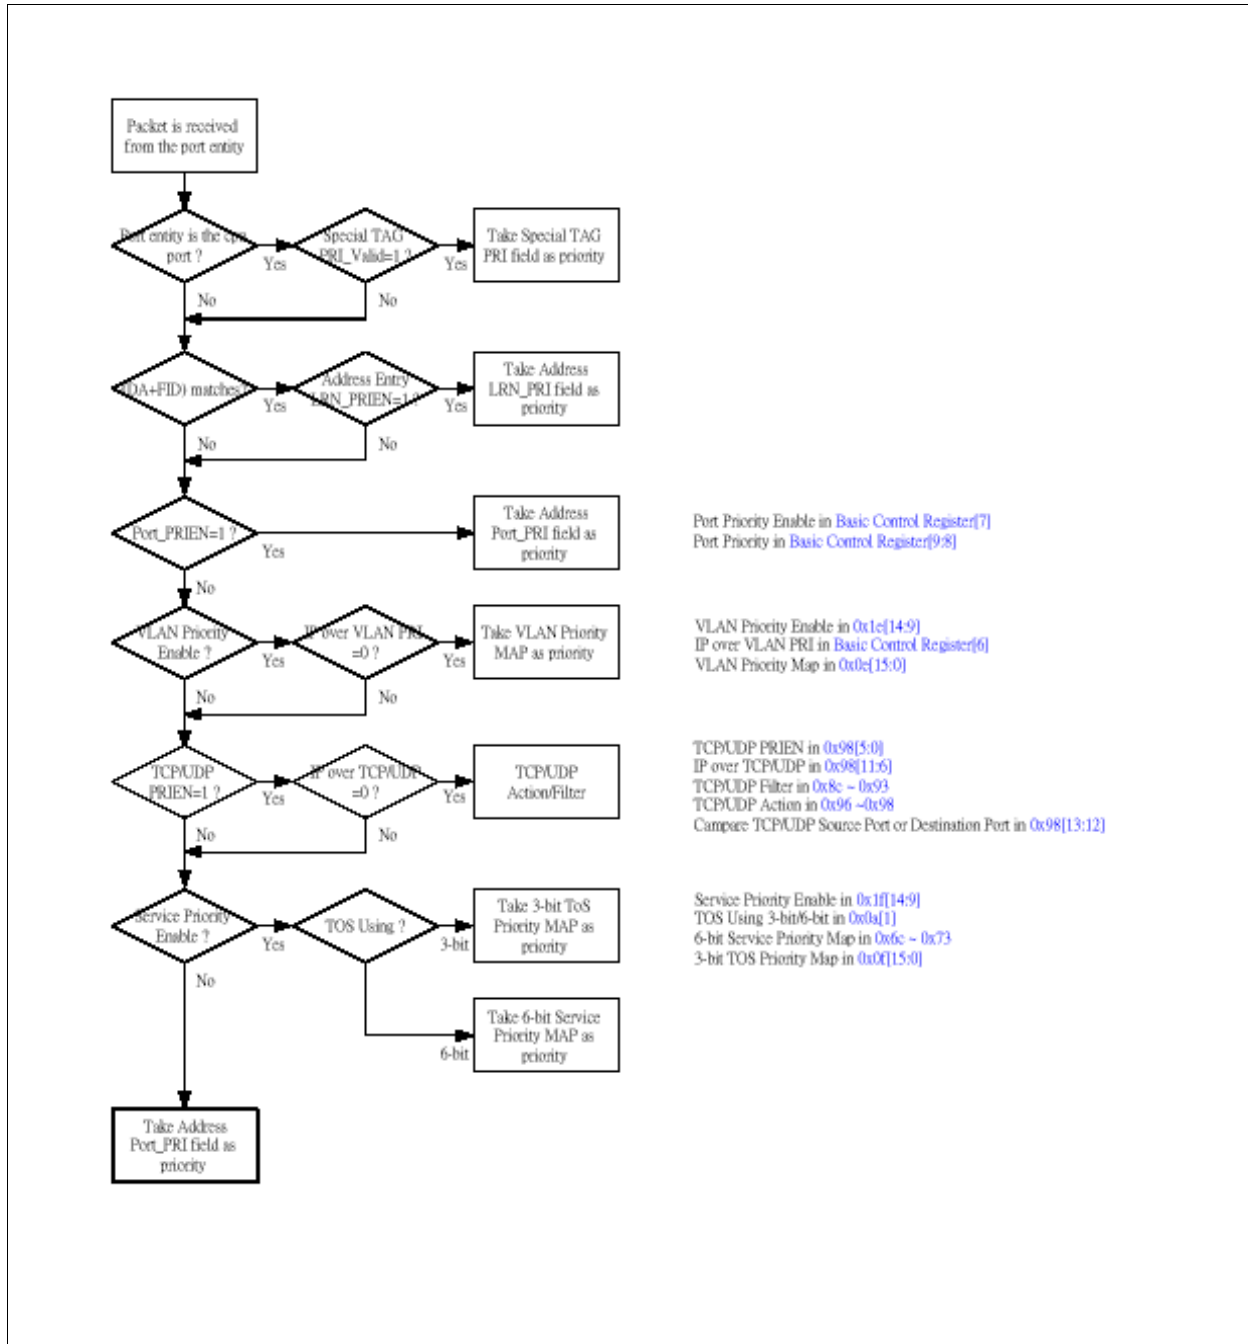 Packet is received
from the port entity
Port entity is the cpu
port ?
Yes
Special TAG
PRI_Valid=1 ?
Yes
Take Special TAG
PRI field as priority
No
No
(DA+FID) matches?
Yes
Address Entry
LRN_PRIEN=1 ?
Yes
Take Address
LRN_PRI field as
priority
No
No
Port_PRIEN=1 ?
Yes
Take Address
Port_PRI field as
priority
Port Priority Enable in Basic Control Register[7]
Port Priority in Basic Control Register[9:8]
No
VLAN Priority
Enable ?
Yes
IP over VLAN PRI
=0 ?
Yes
Take VLAN Priority
MAP as priority
VLAN Priority Enable in 0x1e[14:9]
IP over VLAN PRI in Basic Control Register[6]
VLAN Priority Map in 0x0e[15:0]
No
No
TCP/UDP
PRIEN=1 ?
Yes
IP over TCP/UDP
=0 ?
Yes
TCP/UDP
Action/Filter
TCP/UDP PRIEN in 0x98[5:0]
IP over TCP/UDP in 0x98[11:6]
TCP/UDP Filter in 0x8c ~ 0x93
TCP/UDP Action in 0x96 ~0x98
Campare TCP/UDP Source Port or Destination Port in 0x98[13:12]
No
No
Service Priority
Enable ?
Yes
TOS Using ?
3-bit
Take 3-bit ToS
Priority MAP as
priority
Service Priority Enable in 0x1f[14:9]
TOS Using 3-bit/6-bit in 0x0a[1]
6-bit Service Priority Map in 0x6c ~ 0x73
3-bit TOS Priority Map in 0x0f[15:0]
No
6-bit
Take 6-bit Service
Priority MAP as
priority
Take Address
Port_PRI field as
priority